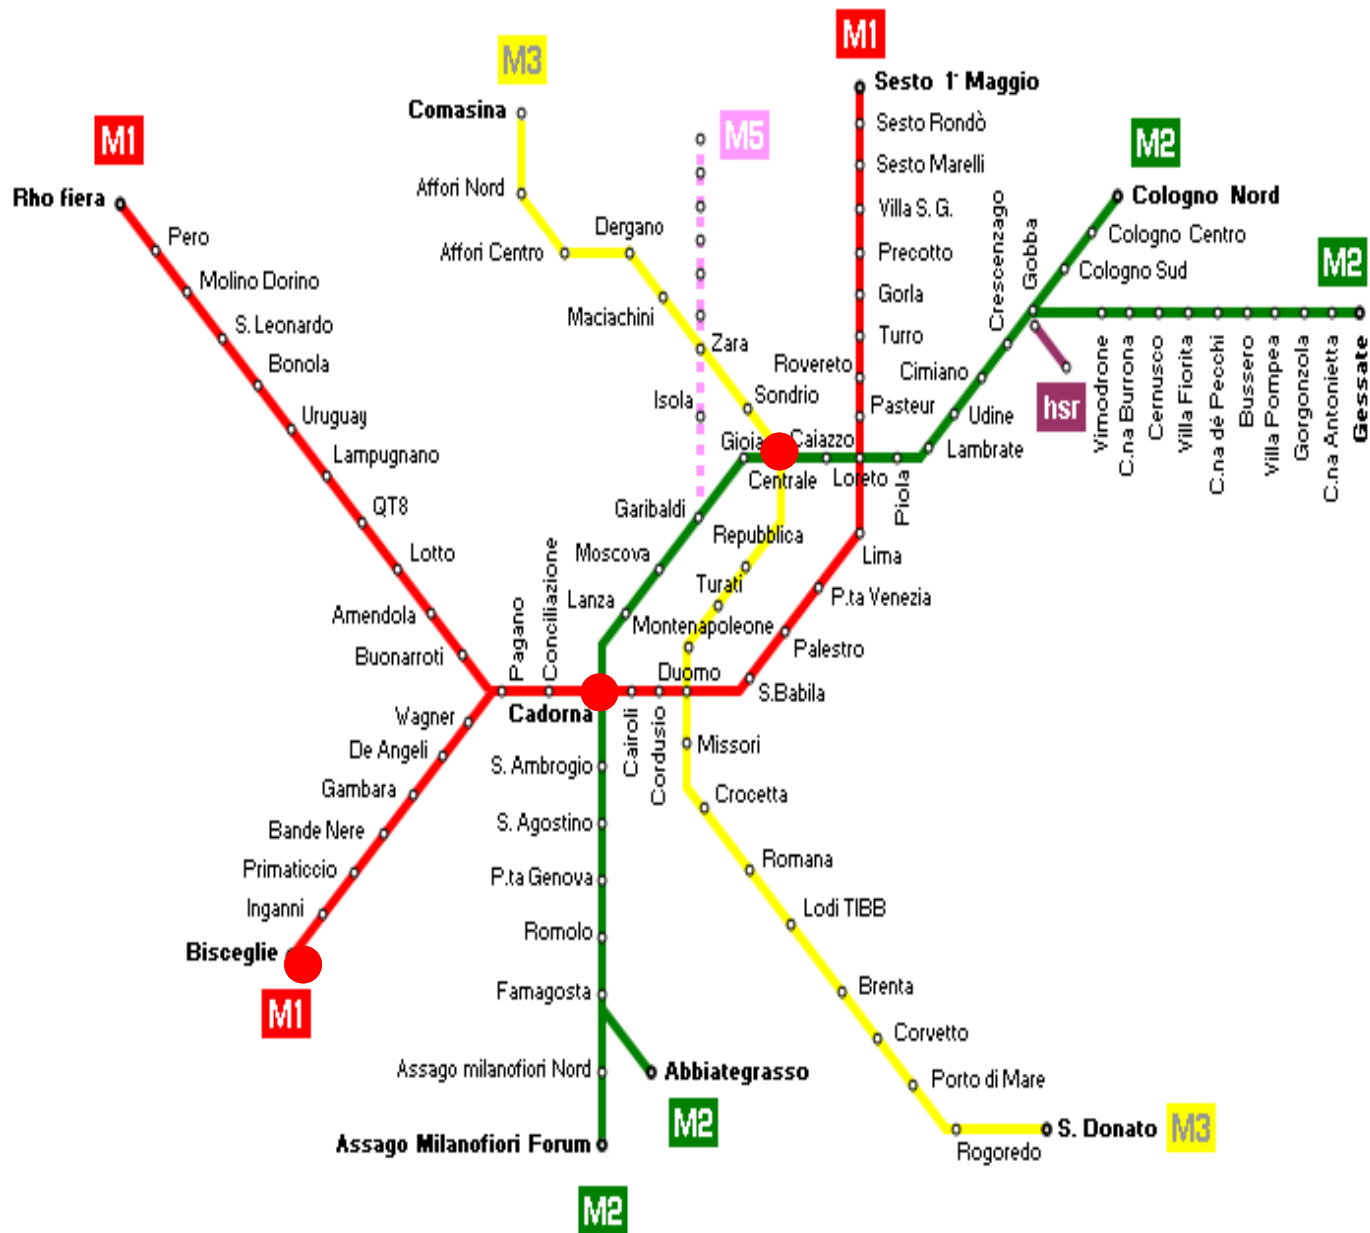 M1
M3
Sesto 1° Maggio
Comasina
Sesto Rondò
M1
M5
M2
Sesto Marelli
Affori Nord
Rho fiera
Cologno Nord
Villa S. G.
Pero
Dergano
Crescenzago
Gobba
Cologno Centro
Affori Centro
Precotto
M2
Molino Dorino
Cologno Sud
Maciachini
Gorla
S. Leonardo
Turro
Zara
Bonola
Rovereto
Cimiano
Vimodrone
C.na Burrona
Cernusco
Villa Fiorita
C.na dé Pecchi
Bussero
Villa Pompea
Gorgonzola
C.na Antonietta
Gessate
Isola
Sondrio
hsr
Uruguay
Pasteur
Udine
Gioia
Caiazzo
Lambrate
Lampugnano
Centrale
Loreto
Piola
QT8
Garibaldi
Repubblica
Lotto
Moscova
Lima
Turati
Lanza
P.ta Venezia
Amendola
Pagano
Conciliazione
Montenapoleone
Buonarroti
Palestro
Duomo
S.Babila
Wagner
Cadorna
Cairoli
Cordusio
Missori
De Angeli
S. Ambrogio
Gambara
Crocetta
Bande Nere
S. Agostino
Primaticcio
P.ta Genova
Romana
Inganni
Lodi TIBB
Romolo
Bisceglie
Famagosta
Brenta
M1
Corvetto
Assago milanofiori Nord
Abbiategrasso
Porto di Mare
M2
Assago Milanofiori Forum
S. Donato
M3
Rogoredo
M2